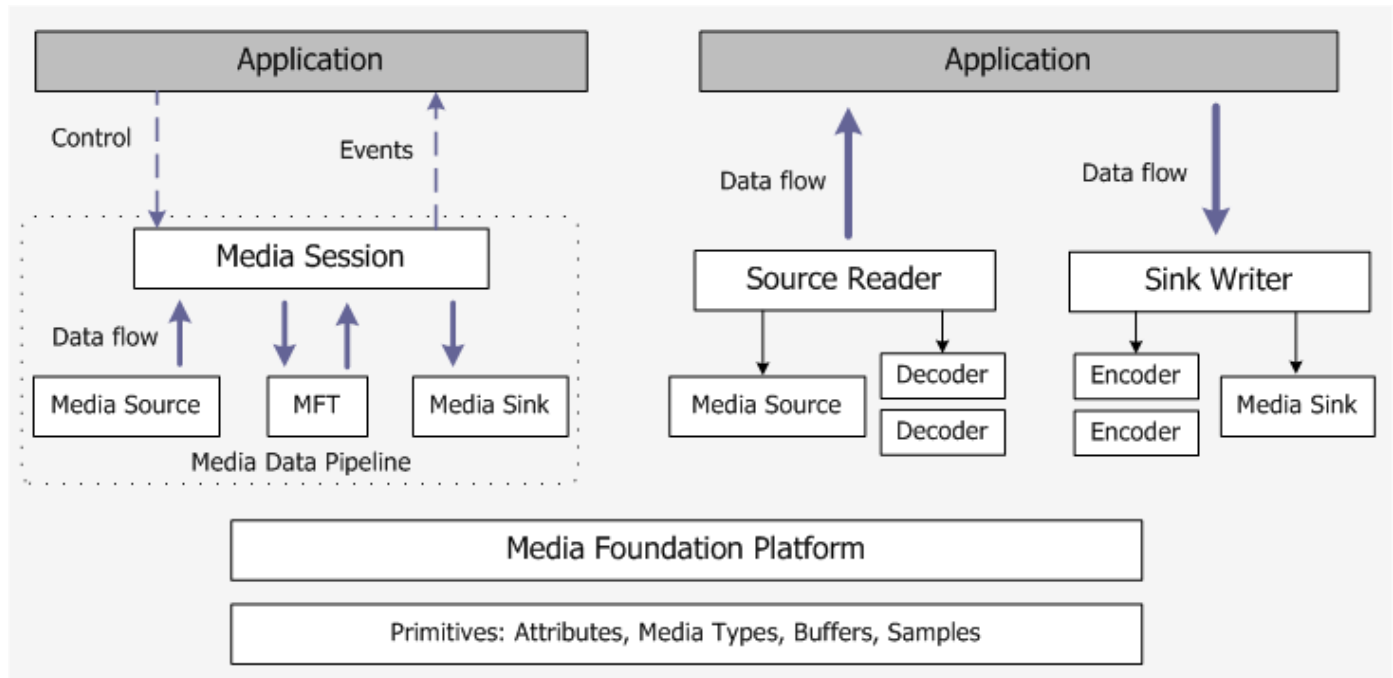 Application
Control
Events
Media Session
Data flow
Media Source
MFT
Media Sink
Media Data Pipeline
Application
Data flow
Data flow
Source Reader
Sink Writer
Media Source
Decoder
Decoder
Encoder
Encoder
Media Sink
Media Foundation Platform
Primitives: Attributes, Media Types, Buffers, Samples